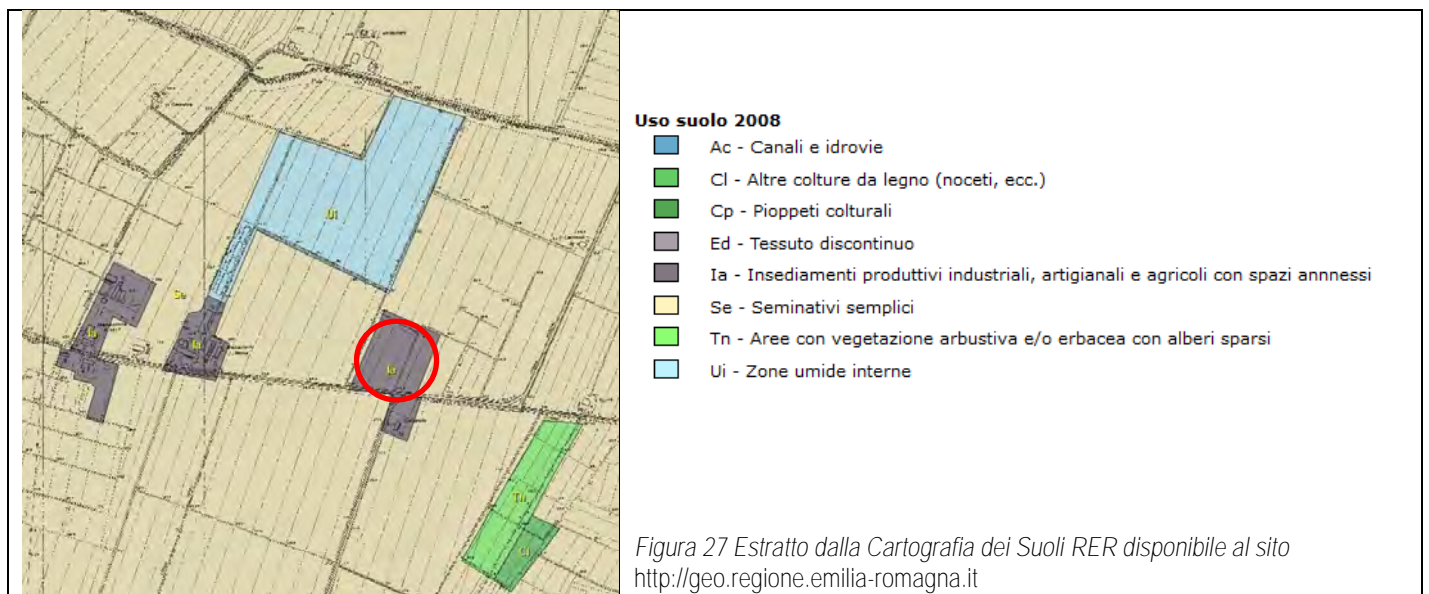 Ui
Se
Ia
Ia
Ia
Tn
Uso suolo 2008
Ac - Canali e idrovie
Cl - Altre colture da legno (noceti, ecc.)
Cp - Pioppeti colturali
Ed - Tessuto discontinuo
Ia - Insediamenti produttivi industriali, artigianali e agricoli con spazi annnessi
Se - Seminativi semplici
Tn - Aree con vegetazione arbustiva e/o erbacea con alberi sparsi
Ui - Zone umide interne
Figura 27 Estratto dalla Cartografia dei Suoli RER disponibile al sito
http://geo.regione.emilia-romagna.it